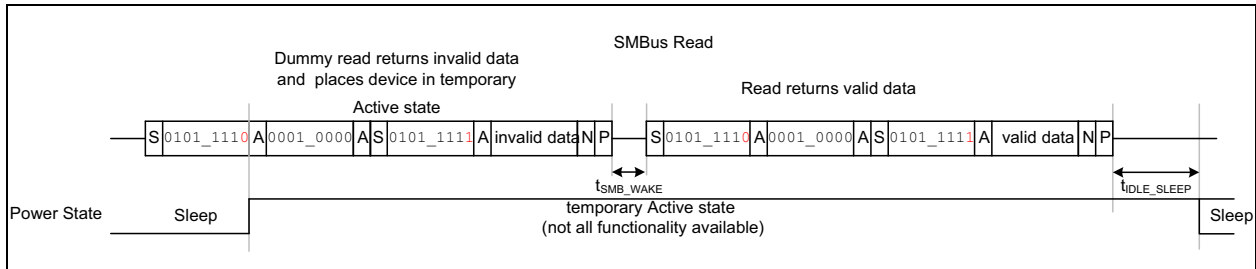 SMBus Read
Dummy read returns invalid data
and places device in temporary
Active state
Read returns valid data
S 0101_1110 A 0001_0000 A S 0101_1111 A invalid data N P S 0101_1110 A 0001_0000 A S 0101_1111 A valid data N P
tSMB_WAKE tIDLE_SLEEP
Power State Sleep temporary Active state Sleep
(not all functionality available)